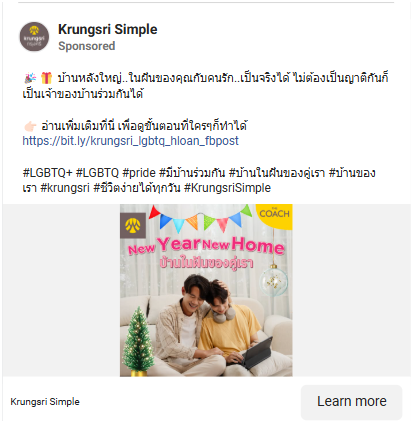 Krungsri Simple
Sponsored
🎉 🎁 บ้านหลังใหญ่..ในฝันของคุณกับคนรัก..เป็นจริงได้ ไม่ต้องเป็นญาติกันก็
เป็นเจ้าของบ้านร่วมกันได้
👉🏻 อ่านเพิ่มเติมที่นี่ เพื่อดูขั้นตอนที่ใครๆก็ทำได้
https://bit.ly/krungsri_lgbtq_hloan_fbpost
#LGBTQ+ #LGBTQ #pride #มีบ้านร่วมกัน #บ้านในฝันของคู่เรา #บ้านของ
เรา #krungsri #ชีวิตง่ายได้ทุกวัน #KrungsriSimple
THE COACH
New Year New Home
บ้านในฝันของคู่เรา
Krungsri Simple
Learn more